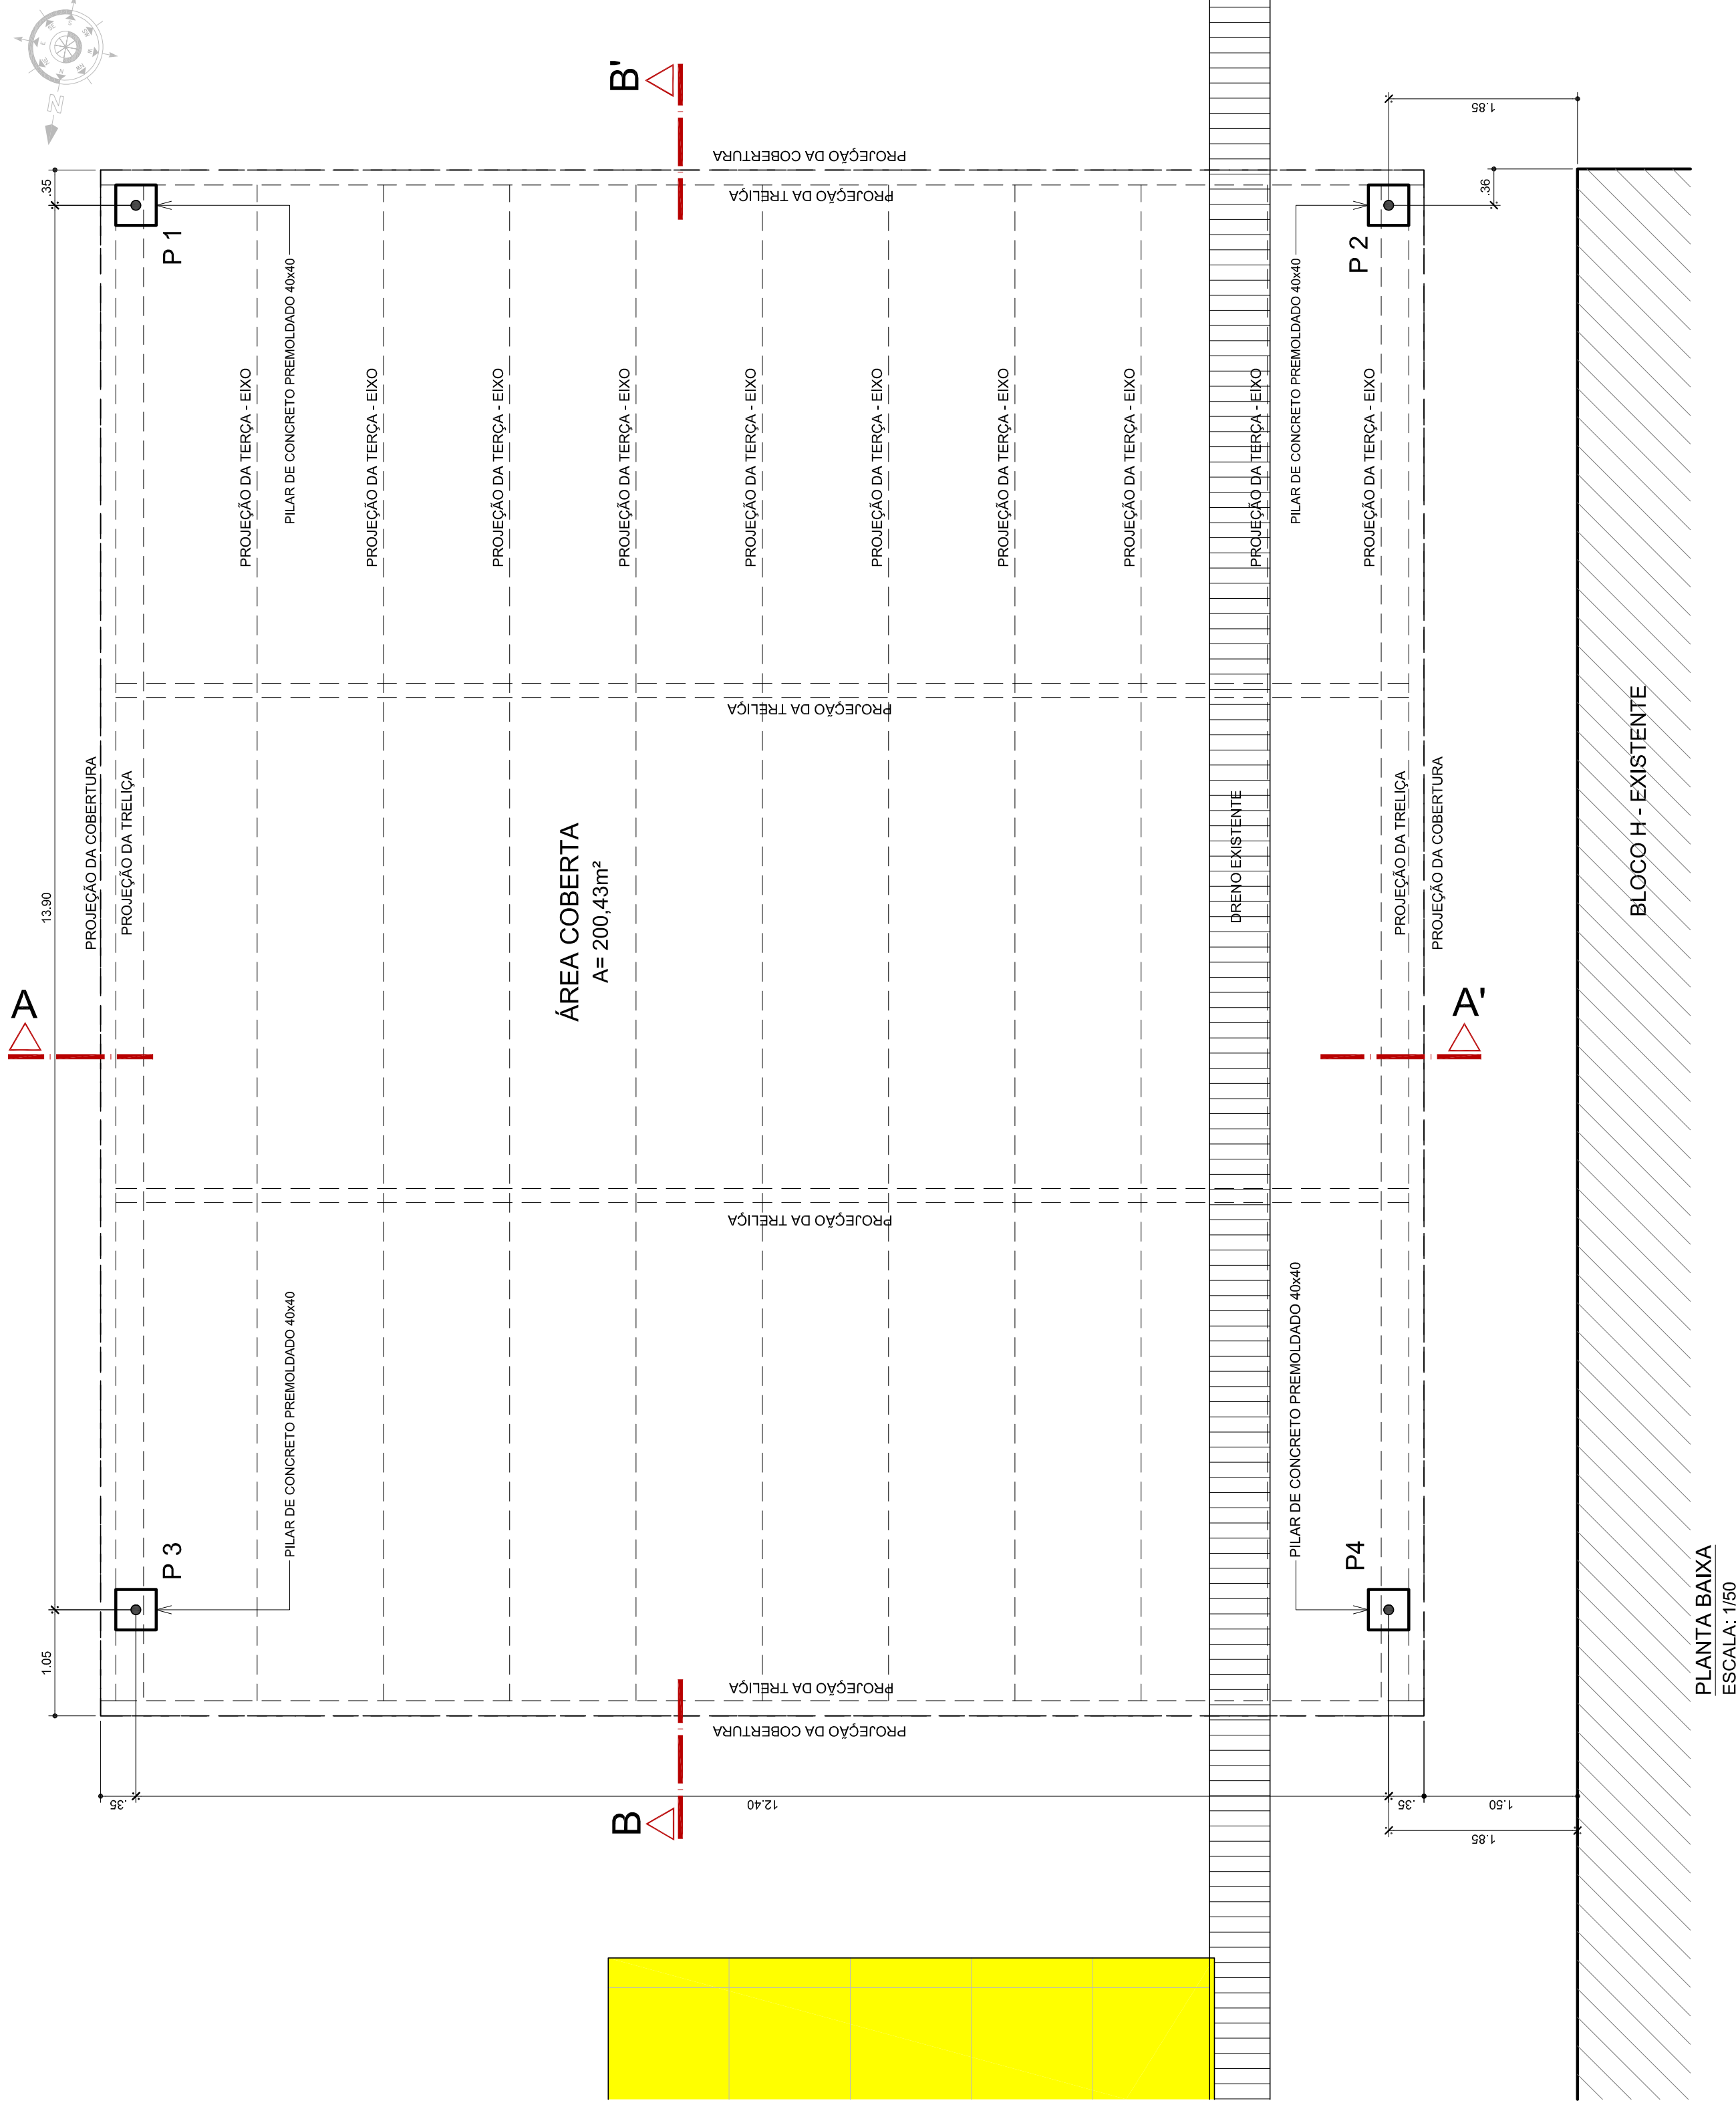 N
B'
PROJEÇÃO DA COBERTURA
PROJEÇÃO DA TRELIÇA
1.85
.36
.35
P 1
P 2
PILAR DE CONCRETO PREMOLDADO 40x40
PILAR DE CONCRETO PREMOLDADO 40x40
PROJEÇÃO DA TERÇA - EIXO
PROJEÇÃO DA TERÇA - EIXO
PROJEÇÃO DA TERÇA - EIXO
PROJEÇÃO DA TERÇA - EIXO
PROJEÇÃO DA TERÇA - EIXO
PROJEÇÃO DA TERÇA - EIXO
PROJEÇÃO DA TERÇA - EIXO
PROJEÇÃO DA TERÇA - EIXO
PROJEÇÃO DA TERÇA - EIXO
PROJEÇÃO DA TERÇA - EIXO
PROJEÇÃO DA TRELIÇA
13.90
PROJEÇÃO DA COBERTURA
PROJEÇÃO DA TRELIÇA
ÁREA COBERTA
A= 200,43m²
DRENO EXISTENTE
PROJEÇÃO DA TRELIÇA
PROJEÇÃO DA COBERTURA
BLOCO H - EXISTENTE
A
A'
PROJEÇÃO DA TRELIÇA
PILAR DE CONCRETO PREMOLDADO 40x40
PILAR DE CONCRETO PREMOLDADO 40x40
P 3
P4
1.05
PROJEÇÃO DA TRELIÇA
PROJEÇÃO DA COBERTURA
B
.35
12.40
.35
1.50
1.85
PLANTA BAIXA
ESCALA: 1/50